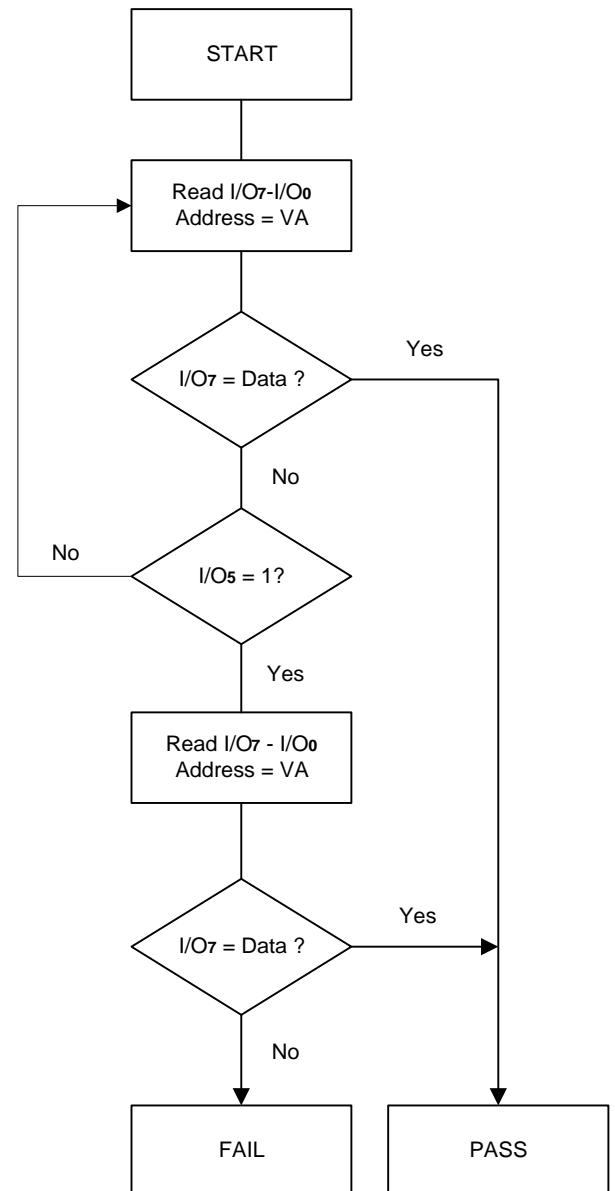 START
Read I/O7-I/O0
Address = VA
I/O7 = Data ?
Yes
No
I/O5 = 1?
No
Yes
Read I/O7 - I/O0
Address = VA
I/O7 = Data ?
Yes
No
FAIL
PASS